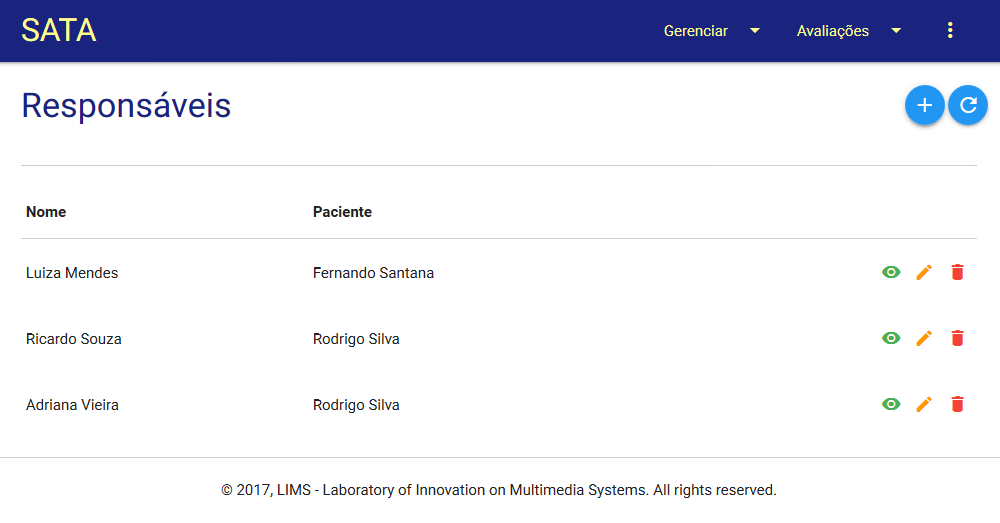 SATA
Gerenciar
Avaliações
Responsáveis
Nome Paciente
Luiza Mendes Fernando Santana
Ricardo Souza Rodrigo Silva
Adriana Vieira Rodrigo Silva
© 2017, LIMS - Laboratory of Innovation on Multimedia Systems. All rights reserved.